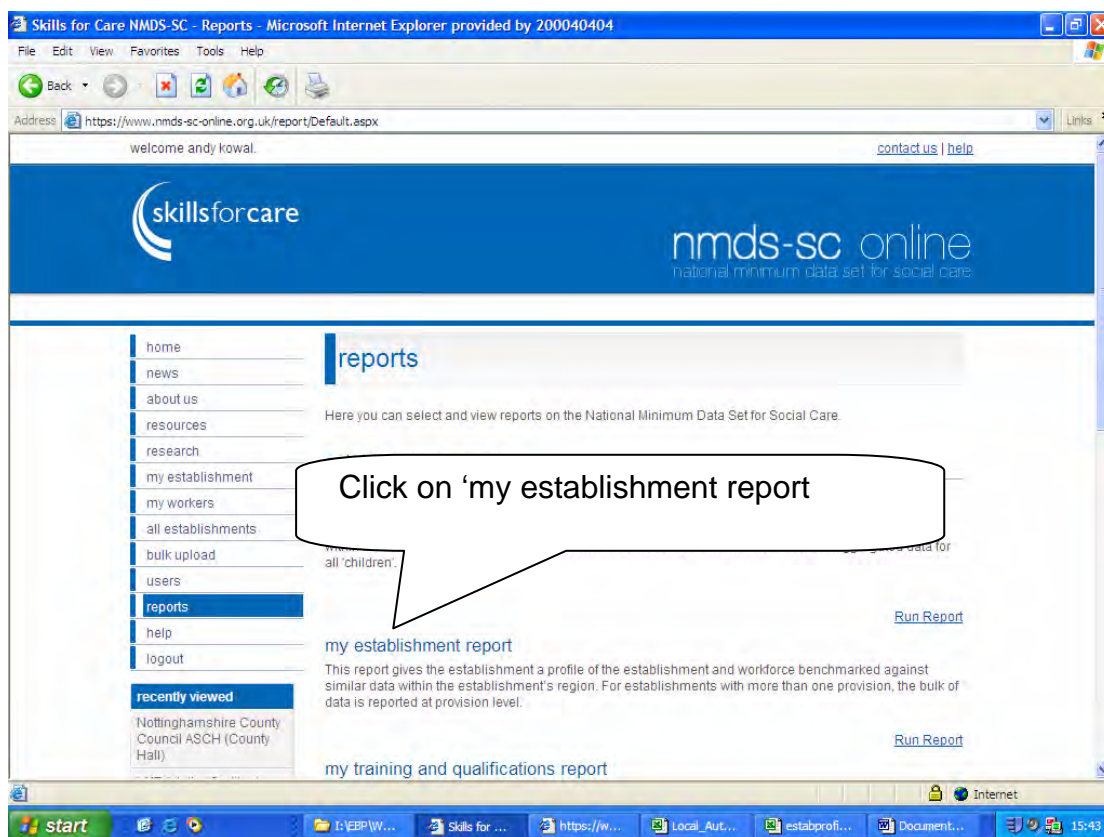 Skills for Care NMDS-SC - Reports - Microsoft Internet Explorer provided by 200040404
File Edit View Favorites Tools Help
Back
Address https://www.nmds-sc-online.org.uk/report/Default.aspx Links
welcome andy kowal. contact us | help
skillsforcare
nmds-sc online
national minimum data set for social care
home
news
about us
resources
research
my establishment
my workers
all establishments
bulk upload
users
reports
help
logout
recently viewed
Nottinghamshire County
Council ASCH (County
Hall)
reports
Here you can select and view reports on the National Minimum Data Set for Social Care.
Click on ‘my establishment report
data for
all 'children'.
Run Report
my establishment report
This report gives the establishment a profile of the establishment and workforce benchmarked against
similar data within the establishment's region. For establishments with more than one provision, the bulk of
data is reported at provision level.
Run Report
my training and qualifications report
Internet
start I:\EBP\W... Skills for ... https://w... Local_Aut... estabprofi... Document... 15:43